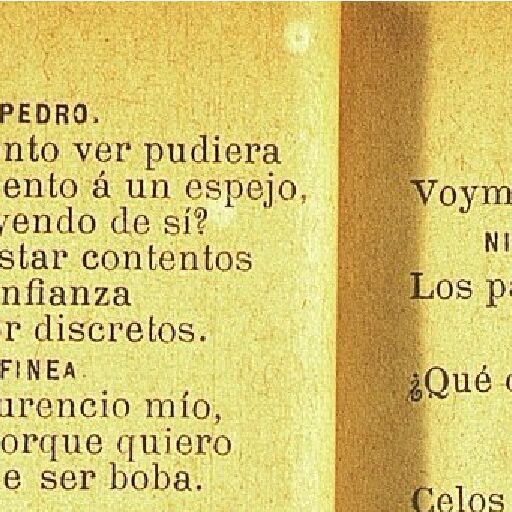 PEDRO.
nto ver pudiera
ento á un espejo,
yendo de sí?
star contentos
nfianza
r discretos.
FINEA.
urencio mío,
orque quiero
e ser boba.
Voym
NI
Los pa
¿Qué
Celos